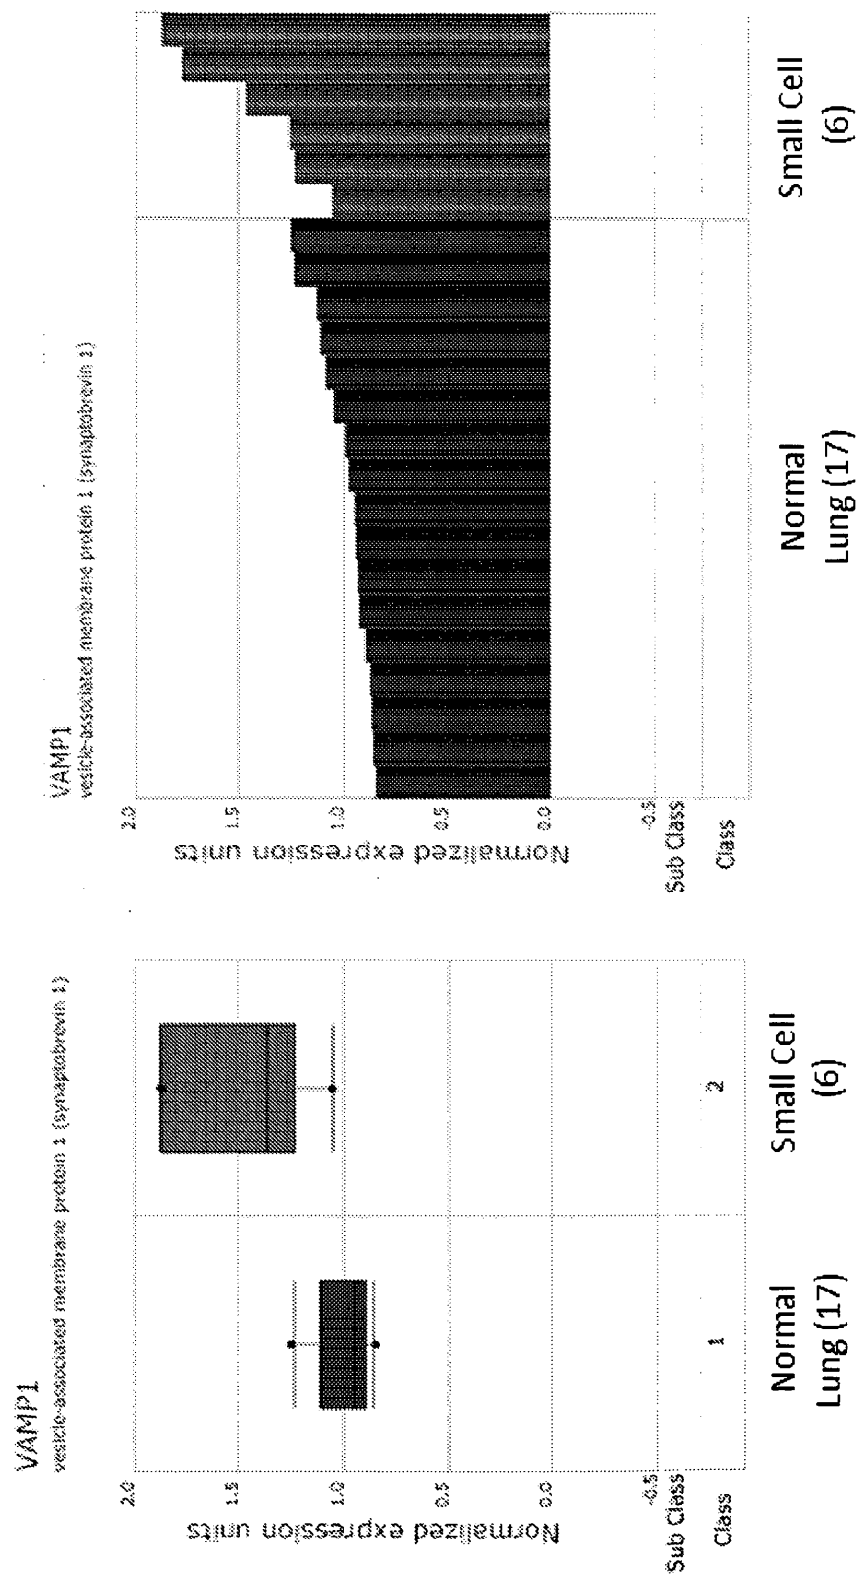 VAMP1
vesicle-associated membrane protein 1 (synaptobrevin 1)
Normalized expression units
2.0
1.5
1.0
0.5
0.0
-0.5
Sub Class
Class
1
2
Normal
Lung (17)
Small Cell
(6)
VAMP1
vesicle-associated membrane protein 1 (synaptobrevin 1)
Normalized expression units
2.0
1.5
1.0
0.5
0.0
-0.5
Sub Class
Class
Normal
Lung (17)
Small Cell
(6)